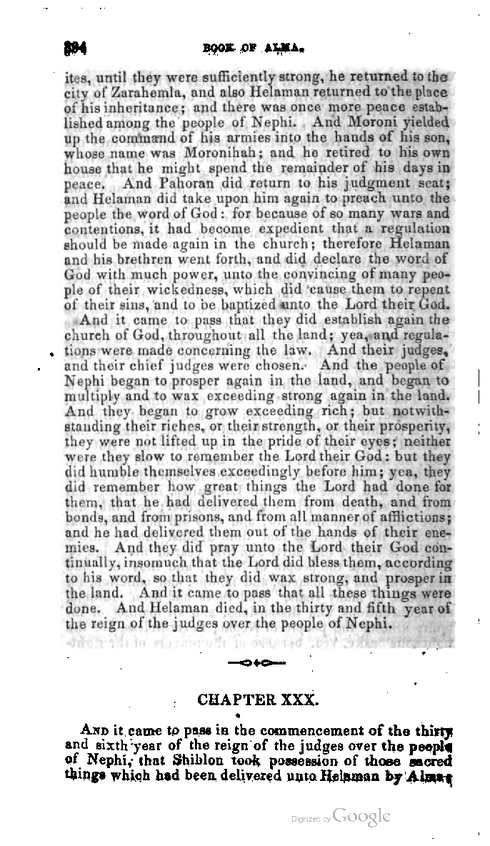 394 BOOK OF ALMA.
ites, until they were sufficiently strong, he returned to the
city of Zarahemla, and also Helaman returned to the place
of his inheritance; and there was once more peace estab-
lished among the people of Nephi. And Moroni yielded
up the command of his armies into the hands of his son,
whose name was Moronihah; and he retired to his own
house that he might spend the remainder of his days in
peace. And Pahoran did return to his judgment seat;
and Helaman did take upon him again to preach unto the
people the word of God: for because of so many wars and
contentions, it had become expedient that a regulation
should be made again in the church; therefore Helaman
and his brethren went forth, and did declare the word of
God with much power, unto the convincing of many peo-
ple of their wickedness, which did cause them to repent
of their sins, and to be baptized unto the Lord their God.
And it came to pass that they did establish again the
church of God, throughout all the land; yea, and regula-
tions were made concerning the law. And their judges,
and their chief judges were chosen. And the people of
Nephi began to prosper again in the land, and began to
multiply and to wax exceeding strong again in the land.
And they began to grow exceeding rich; but notwith-
standing their riches, or their strength, or their prosperity,
they were not lifted up in the pride of their eyes; neither
were they slow to remember the Lord their God: but they
did humble themselves exceedingly before him; yea, they
did remember how great things the Lord had done for
them, that he had delivered them from death, and from
bonds, and from prisons, and from all manner of afflictions;
and he had delivered them out of the hands of their ene-
mies. And they did pray unto the Lord their God con-
tinually, insomuch that the Lord did bless them, according
to his word, so that they did wax strong, and prosper in
the land. And it came to pass that all these things were
done. And Helaman died, in the thirty and fifth year of
the reign of the judges over the people of Nephi.
CHAPTER XXX.
AND it came to pass in the commencement of the thirty
and sixth year of the reign of the judges over the people
of Nephi, that Shiblon took possession of those sacred
things which had been delivered unto Helaman by Alma;
Digitized by Google